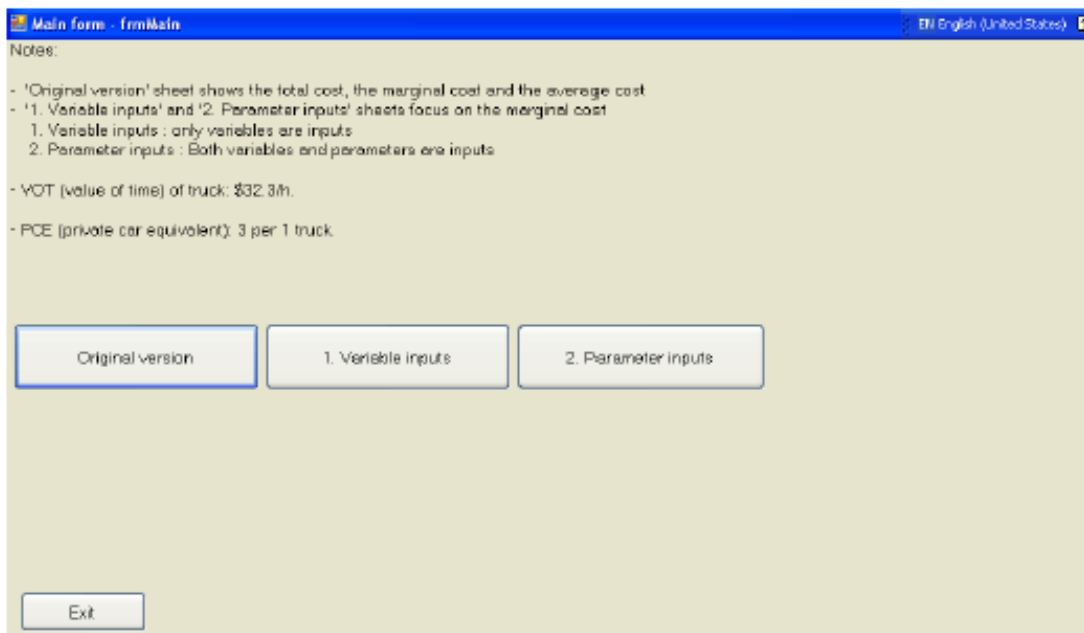 Main form - frmMain
EN English (United States)
Notes:
- 'Original version' sheet shows the total cost, the marginal cost and the average cost
- '1. Variable inputs' and '2. Parameter inputs' sheets focus on the marginal cost
1. Variable inputs : only variables are inputs
2. Parameter inputs : Both variables and parameters are inputs
- VOT (value of time) of truck: $32.3/h.
- PCE (private car equivalent): 3 per 1 truck.
Original version
1. Variable inputs
2. Parameter inputs
Exit